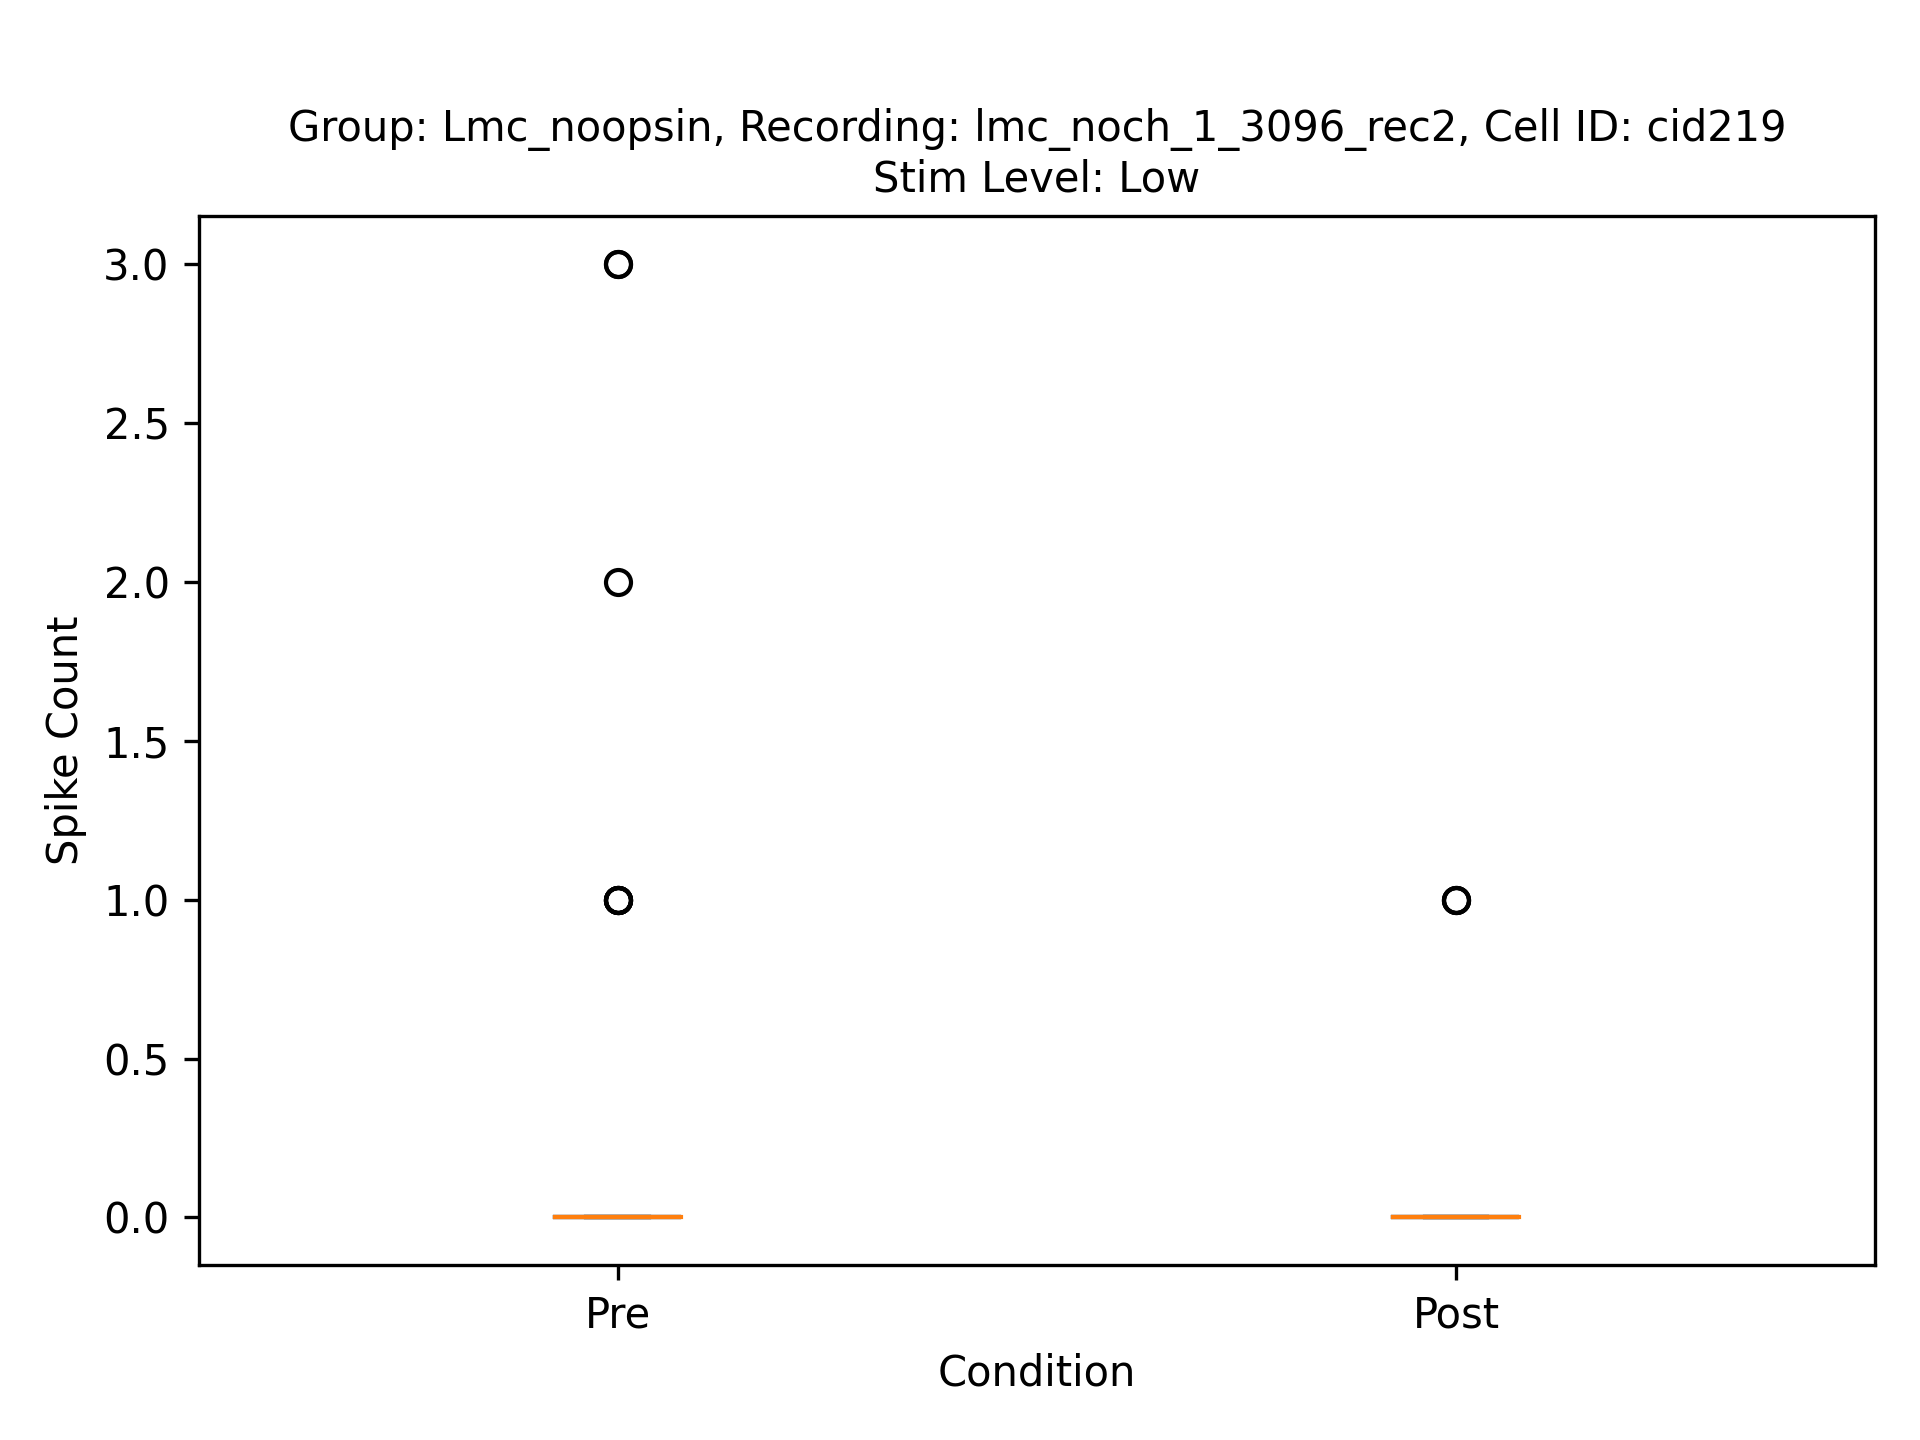 Group: Lmc_noopsin, Recording: lmc_noch_1_3096_rec2, Cell ID: cid219
Stim Level: Low
3.0
2.5
2.0
1.5
1.0
0.5
0.0
Spike Count
Pre
Post
Condition